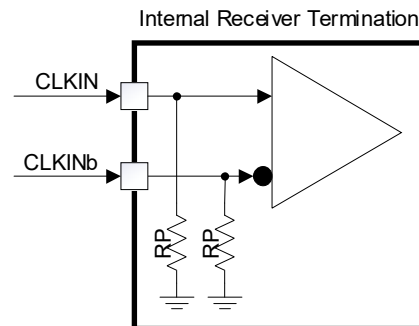 Internal Receiver Termination
CLKIN
CLKINb
RP
RP